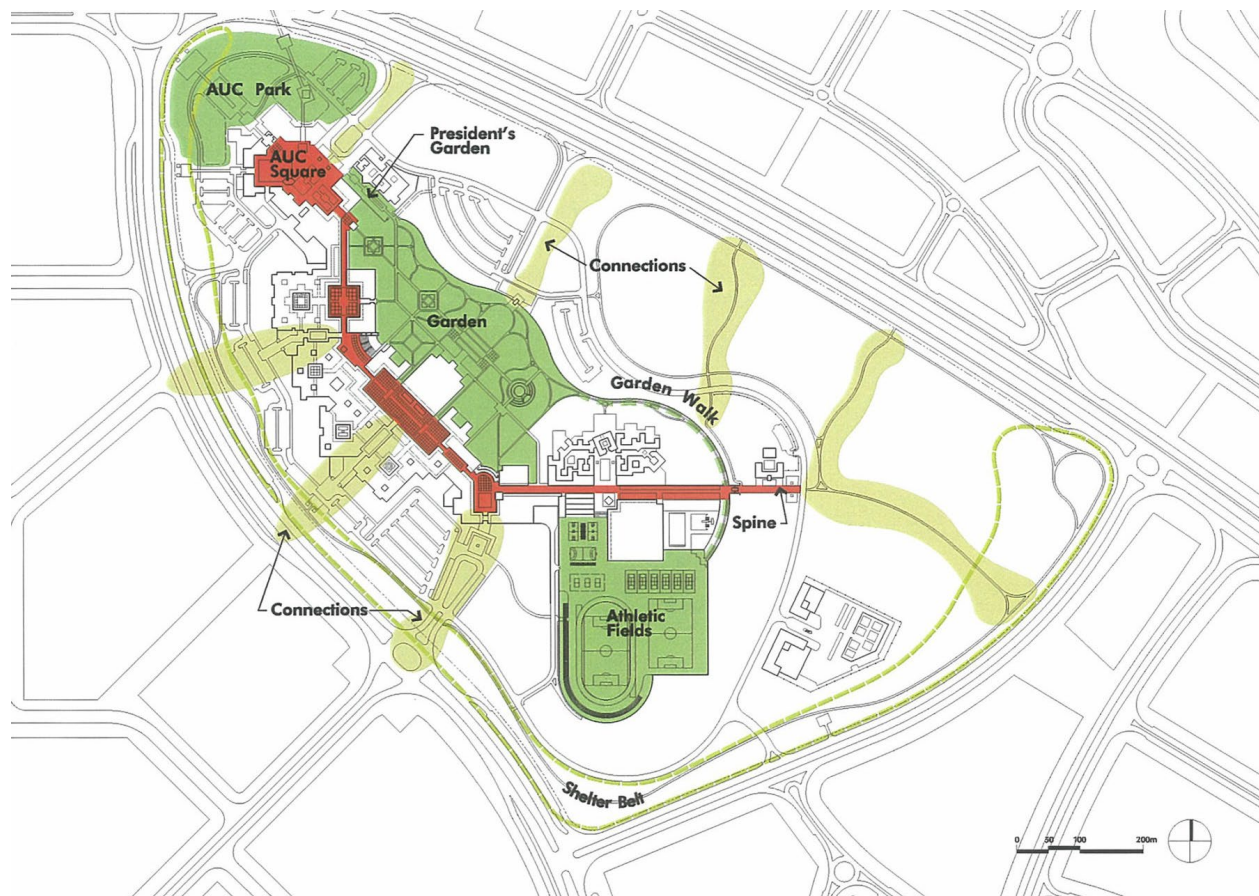 AUC Park
President's
Garden
AUC
Square
Connections
Garden
Garden Walk
Spine
Connections
Athletic
Fields
Shelter Belt
0 50 100 200m